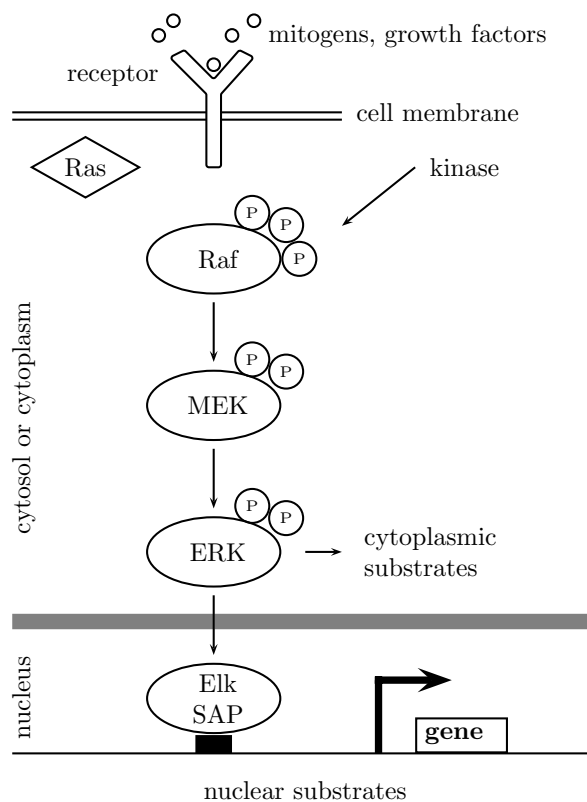 mitogens, growth factors
receptor
cell membrane
Ras
kinase
P
P
P
Raf
cytosol or cytoplasm
P
P
MEK
P
P
ERK
cytoplasmic
substrates
nucleus
Elk
SAP
gene
nuclear substrates